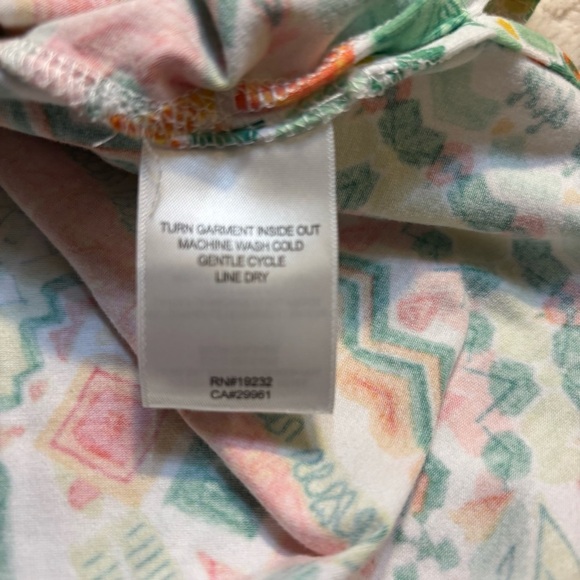 TURN GARMENT INSIDE OUT
MACHINE WASH COLD
GENTLE CYCLE
LINE DRY
RN#19232
CA#29961